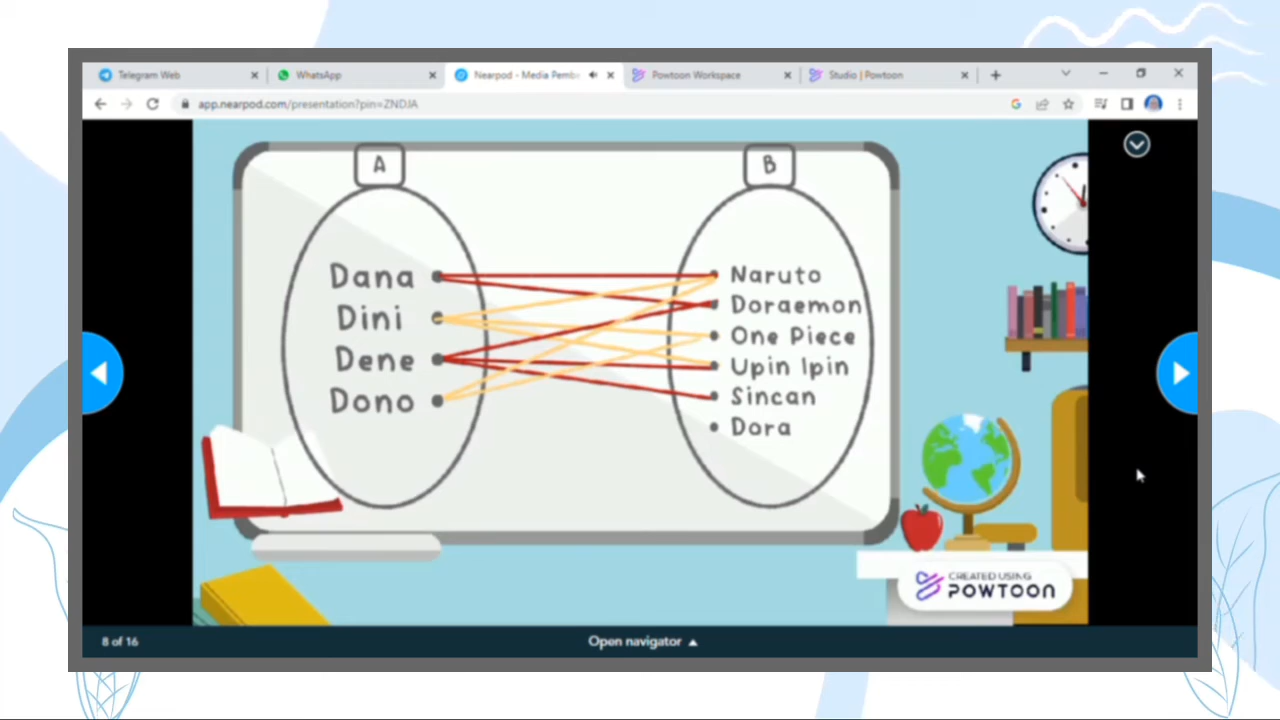 Telegram Web
WhatsApp
Nearpod - Media Pemb
Powtoon Workspace
Studio | Powtoon
app.nearpod.com/presentation?pin=ZNDJA
A
B
Dana
Dini
Dene
Dono
Naruto
Doraemon
One Piece
Upin Ipin
Sincan
Dora
CREATED USING
POWTOON
8 of 16
Open navigator